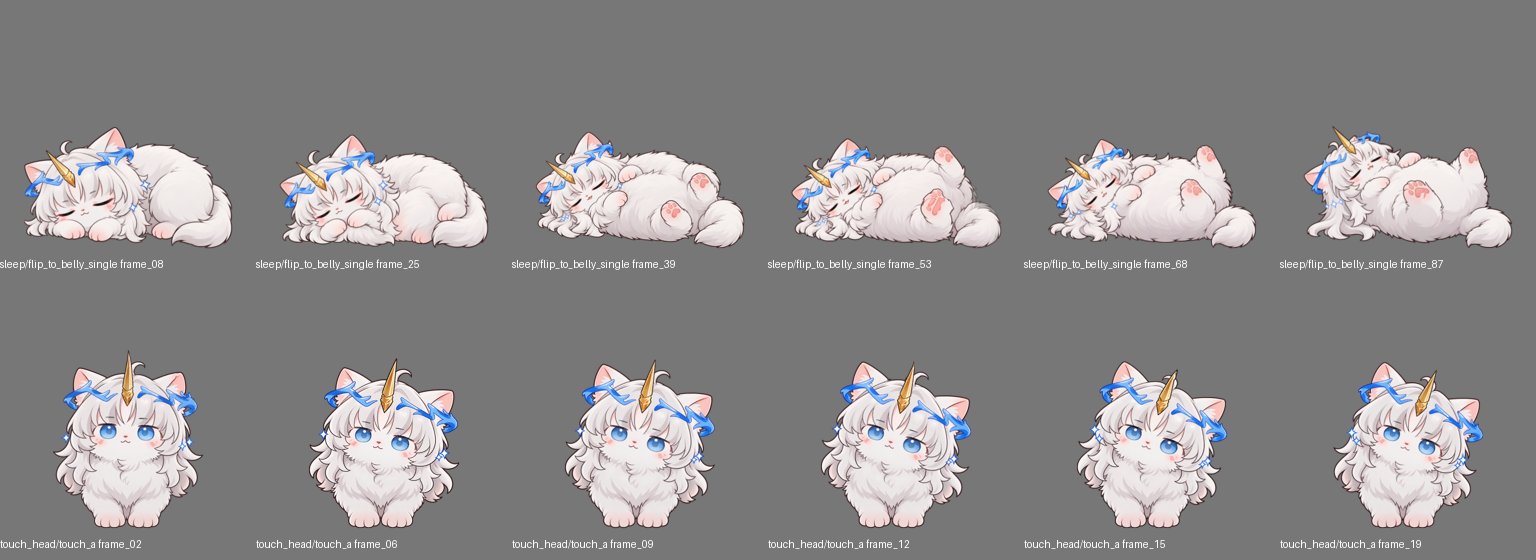 sleep/flip_to_belly_single frame_08
sleep/flip_to_belly_single frame_25
sleep/flip_to_belly_single frame_39
sleep/flip_to_belly_single frame_53
sleep/flip_to_belly_single frame_68
sleep/flip_to_belly_single frame_87
touch_head/touch_a frame_02
touch_head/touch_a frame_06
touch_head/touch_a frame_09
touch_head/touch_a frame_12
touch_head/touch_a frame_15
touch_head/touch_a frame_19